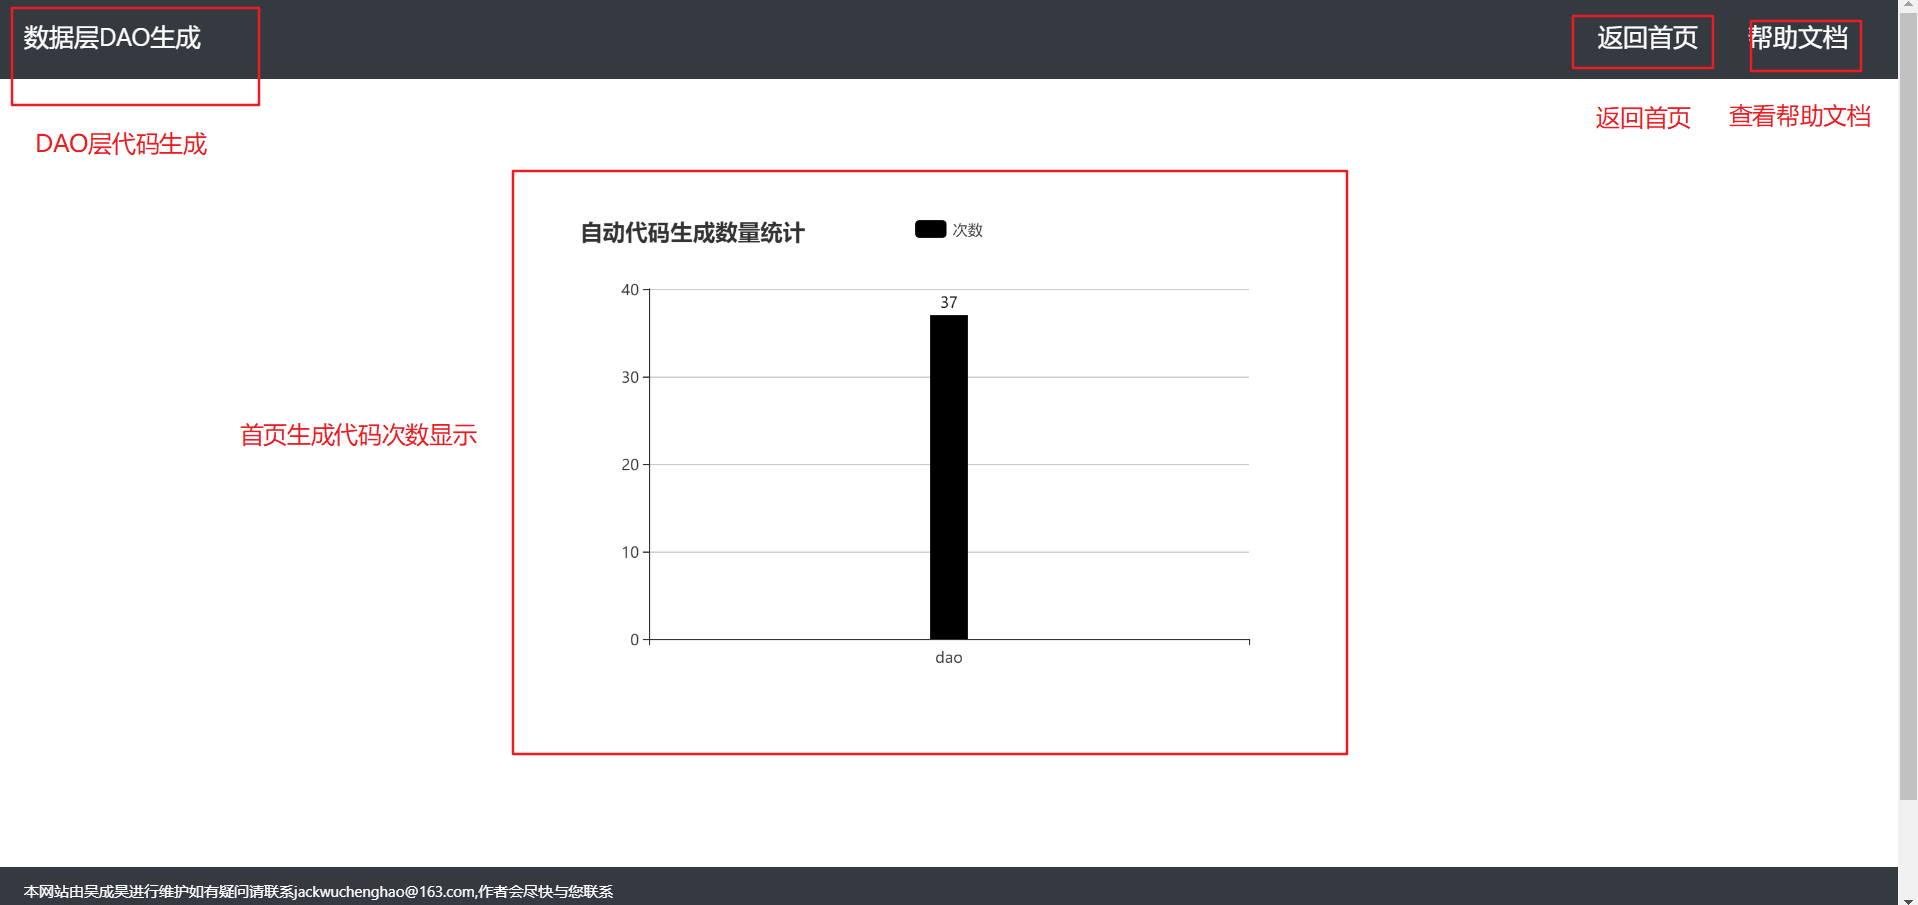 数据层DAO生成
返回首页
帮助文档
DAO层代码生成
返回首页
查看帮助文档
自动代码生成数量统计
次数
40
37
30
首页生成代码次数显示
20
10
0
dao
本网站由吴成昊进行维护如有疑问请联系jackwuchenghao@163.com,作者会尽快与您联系